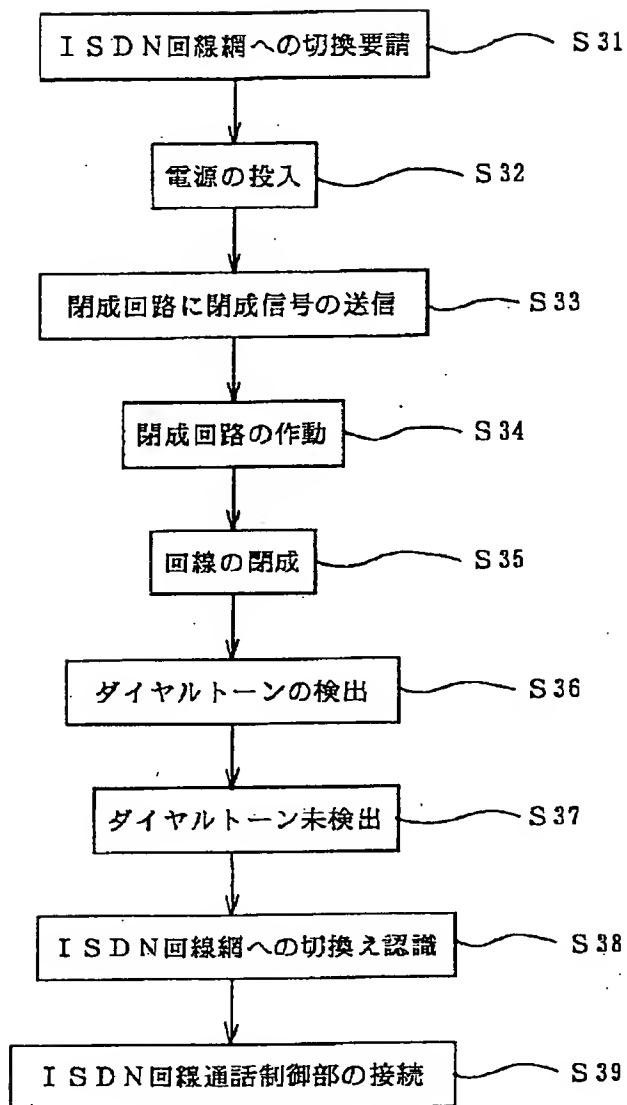 ISDN回線網への切換要請 S31
電源の投入 S32
閉成回路に閉成信号の送信 S33
閉成回路の作動 S34
回線の閉成 S35
ダイヤルトーンの検出 S36
ダイヤルトーン未検出 S37
ISDN回線網への切換え認識 S38
ISDN回線通話制御部の接続 S39